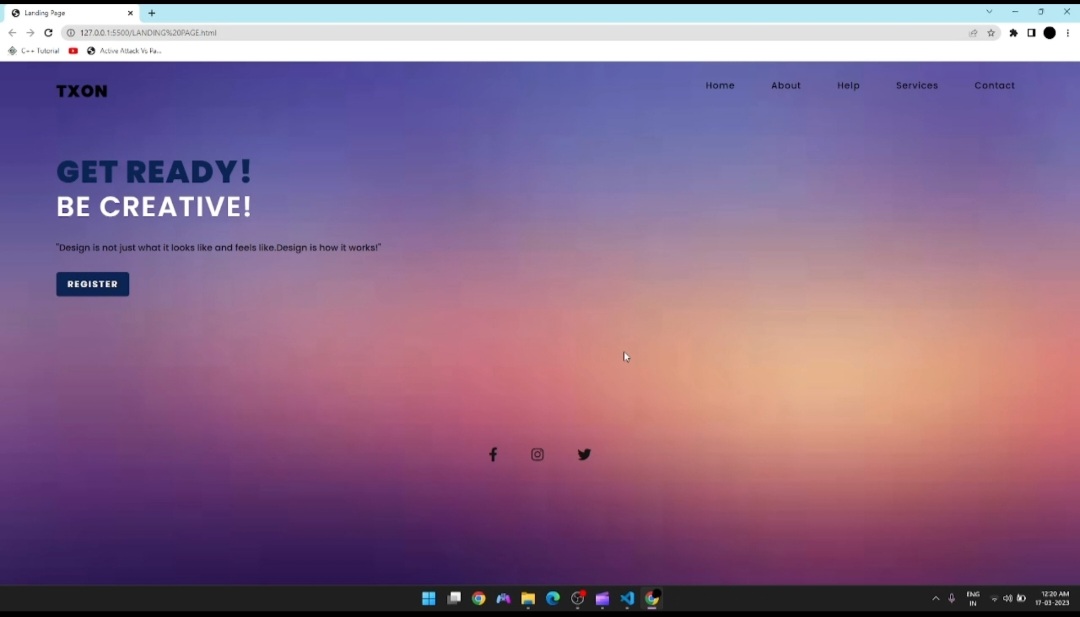 Landing Page
127.0.0.1:5500/LANDING%20PAGE.html
C++ Tutorial
Active Attack Vs Pa...
TXON
Home About Help Services Contact
GET READY!
BE CREATIVE!
"Design is not just what it looks like and feels like.Design is how it works!"
REGISTER
ENG
IN
12:20 AM
17-03-2023